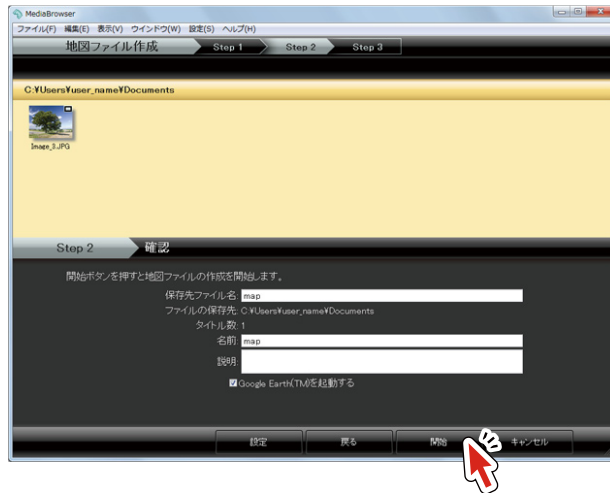 MediaBrowser
ファイル(F) 編集(E) 表示(V) ウインドウ(W) 設定(S) ヘルプ(H)
地図ファイル作成 Step 1 Step 2 Step 3
C:¥Users¥user_name¥Documents
Image_3.JPG
Step 2 確認
開始ボタンを押すと地図ファイルの作成を開始します。
保存先ファイル名: map
ファイルの保存先: C:¥Users¥user_name¥Documents
タイトル数: 1
名前: map
説明:
Google Earth(TM)を起動する
設定 戻る 開始 キャンセル